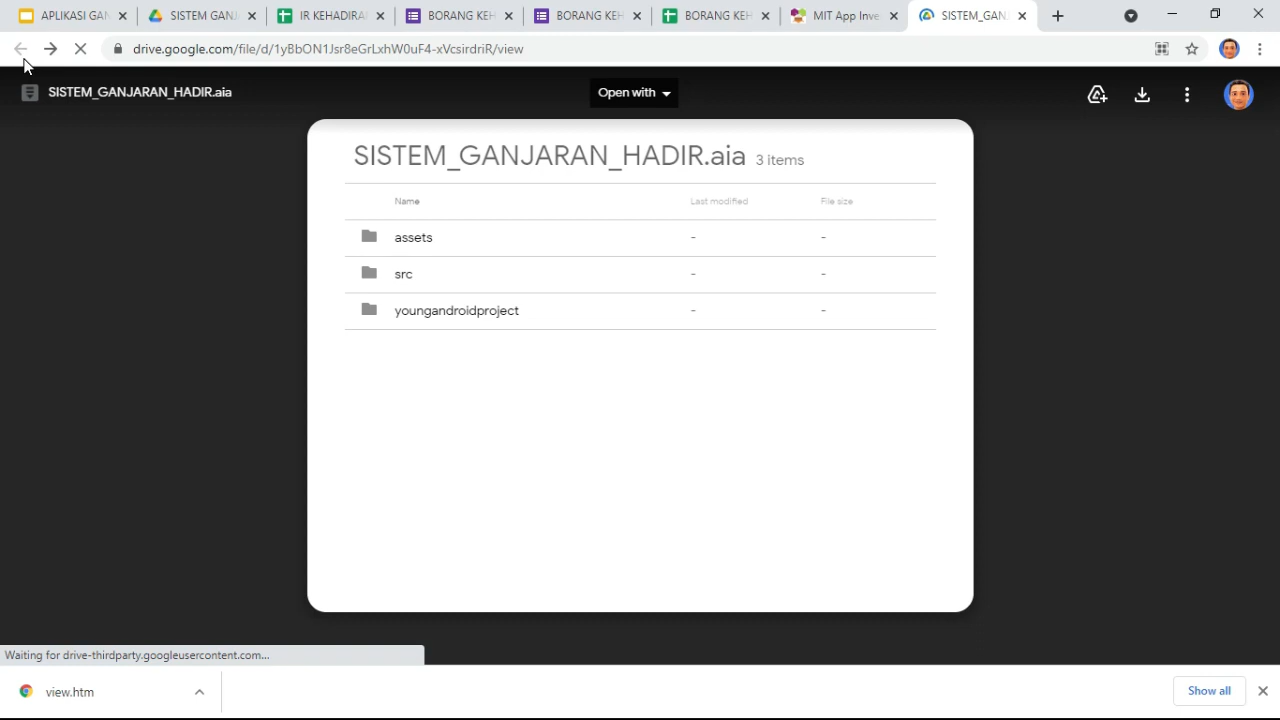 APLIKASI GAN
SISTEM GANJ
IR KEHADIRA
BORANG KEH
BORANG KEH
BORANG KEH
MIT App Inve
SISTEM_GANJ
drive.google.com/file/d/1yBbON1Jsr8eGrLxhW0uF4-xVcsirdriR/view
SISTEM_GANJARAN_HADIR.aia
Open with
SISTEM_GANJARAN_HADIR.aia 3 items
Name Last modified File size
assets - -
src - -
youngandroidproject - -
Waiting for drive-thirdparty.googleusercontent.com...
view.htm
Show all